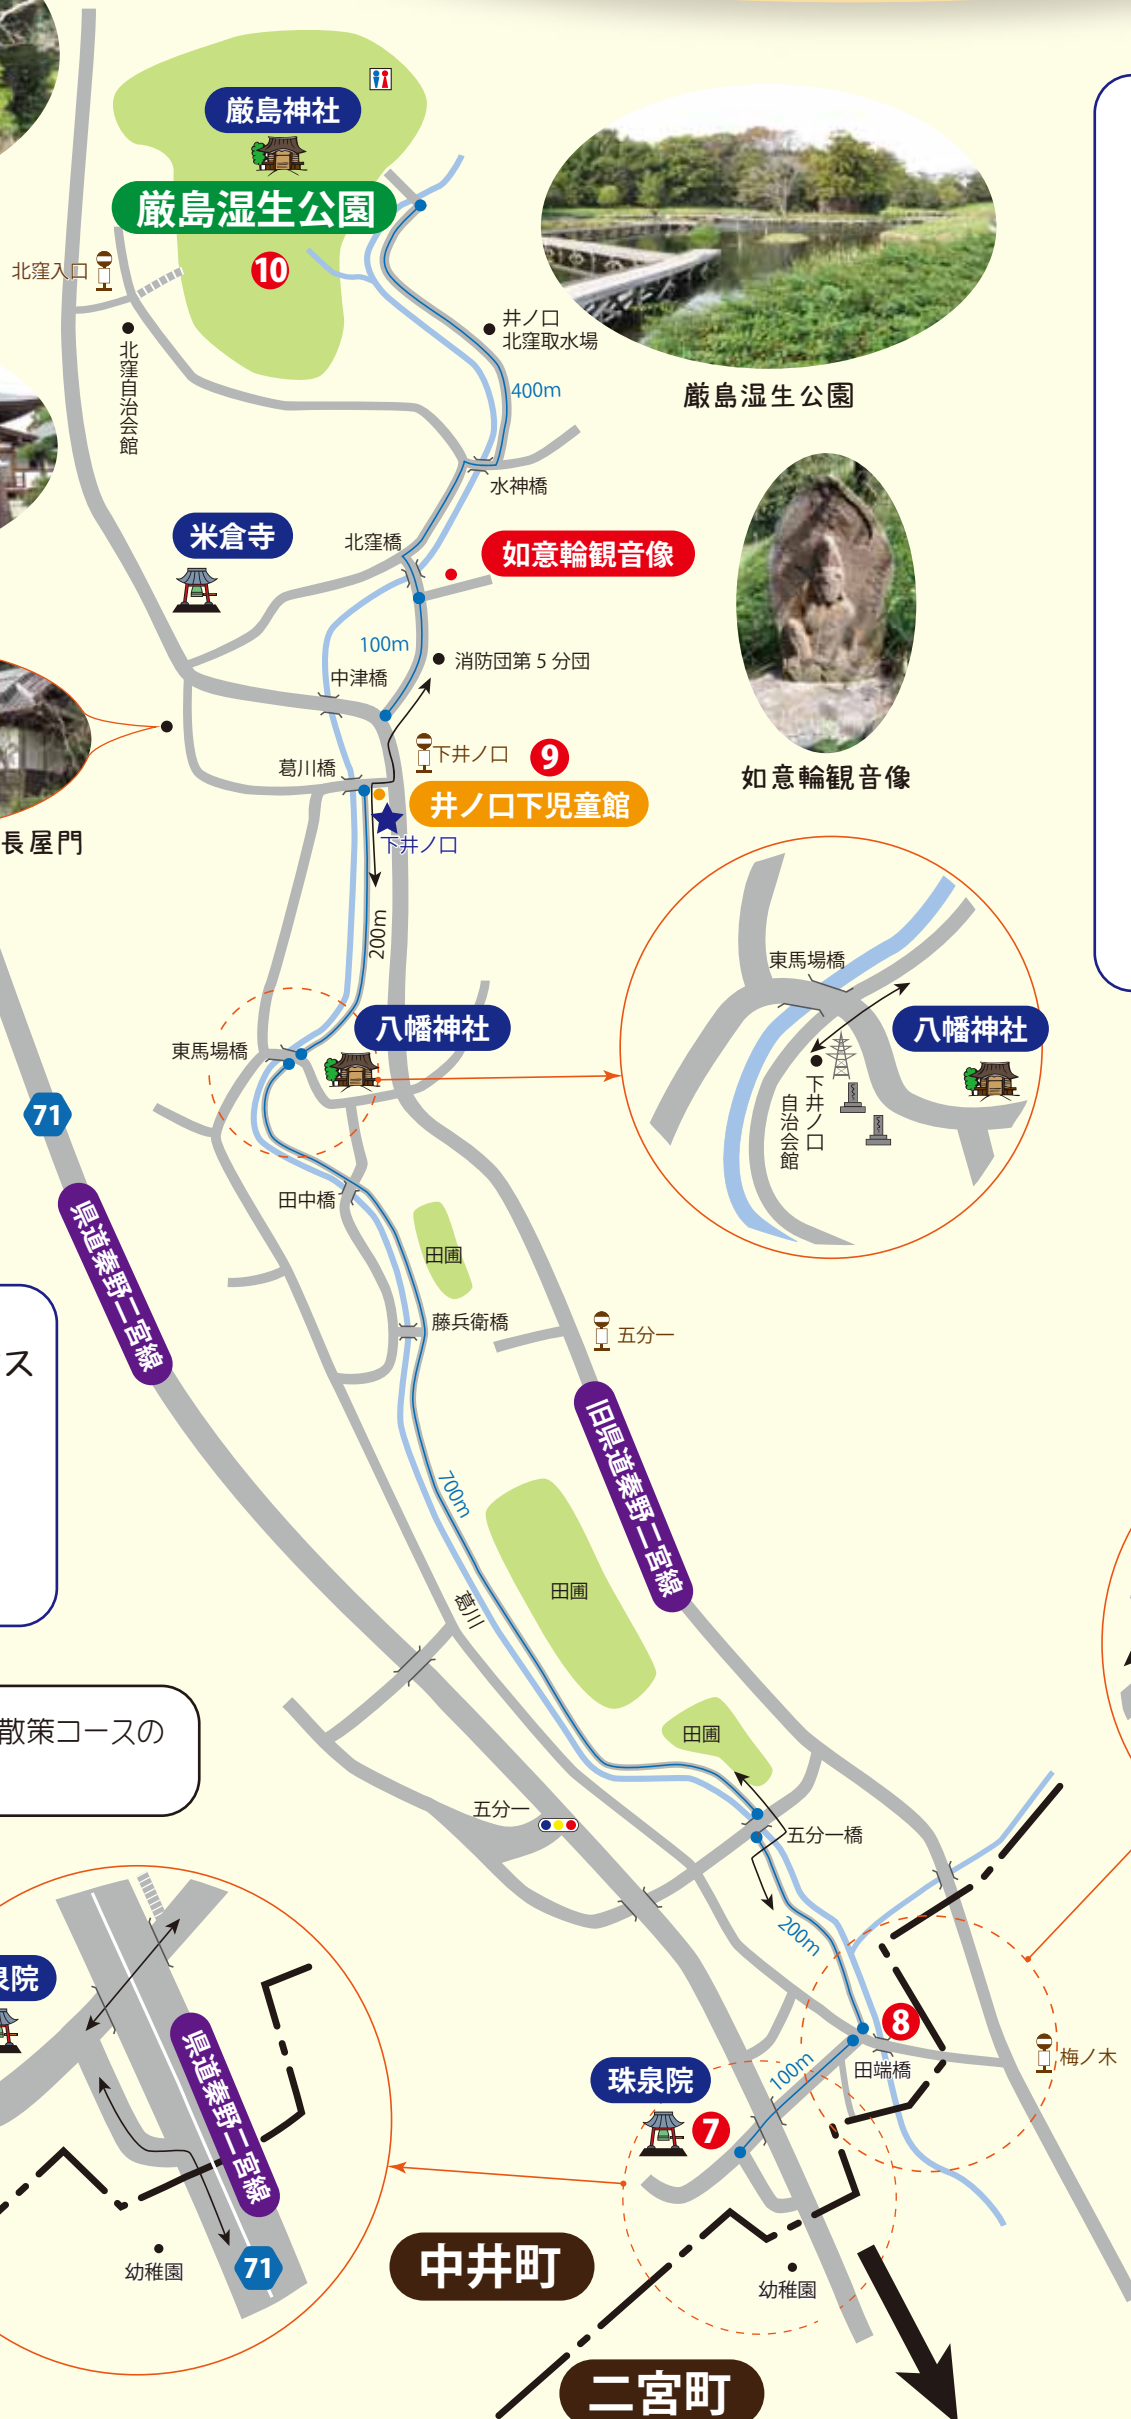 厳島神社
厳島湿生公園
10
北窪入口
北窪自治会館
井ノ口
北窪取水場
400m
厳島湿生公園
水神橋
米倉寺
北窪橋
如意輪観音像
100m
消防団第5分団
中津橋
下井ノ口
9
葛川橋
井ノ口下児童館
下井ノ口
如意輪観音像
長屋門
200m
東馬場橋
八幡神社
下井ノ口
自治会館
八幡神社
東馬場橋
71
田中橋
県道秦野二宮線
田圃
藤兵衛橋
五分一
ス
旧県道秦野二宮線
700m
田圃
葛川
散策コースの
田圃
五分一
五分一橋
200m
泉院
県道秦野二宮線
8
田端橋
梅ノ木
100m
珠泉院
7
幼稚園
71
中井町
幼稚園
二宮町